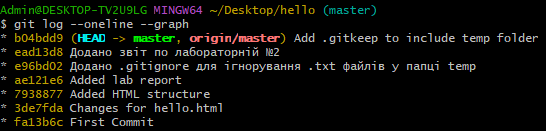 Admin@DESKTOP-TV2U9LG MINGW64 ~/Desktop/hello (master)
$ git log --oneline --graph
* b04bdd9 (HEAD -> master, origin/master) Add .gitkeep to include temp folder
* ead13d8 Додано звіт по лабораторній №2
* e96bd02 Додано .gitignore для ігнорування .txt файлів у папці temp
* ae121e6 Added lab report
* 7938877 Added HTML structure
* 3de7fda Changes for hello.html
* fa13b6c First Commit